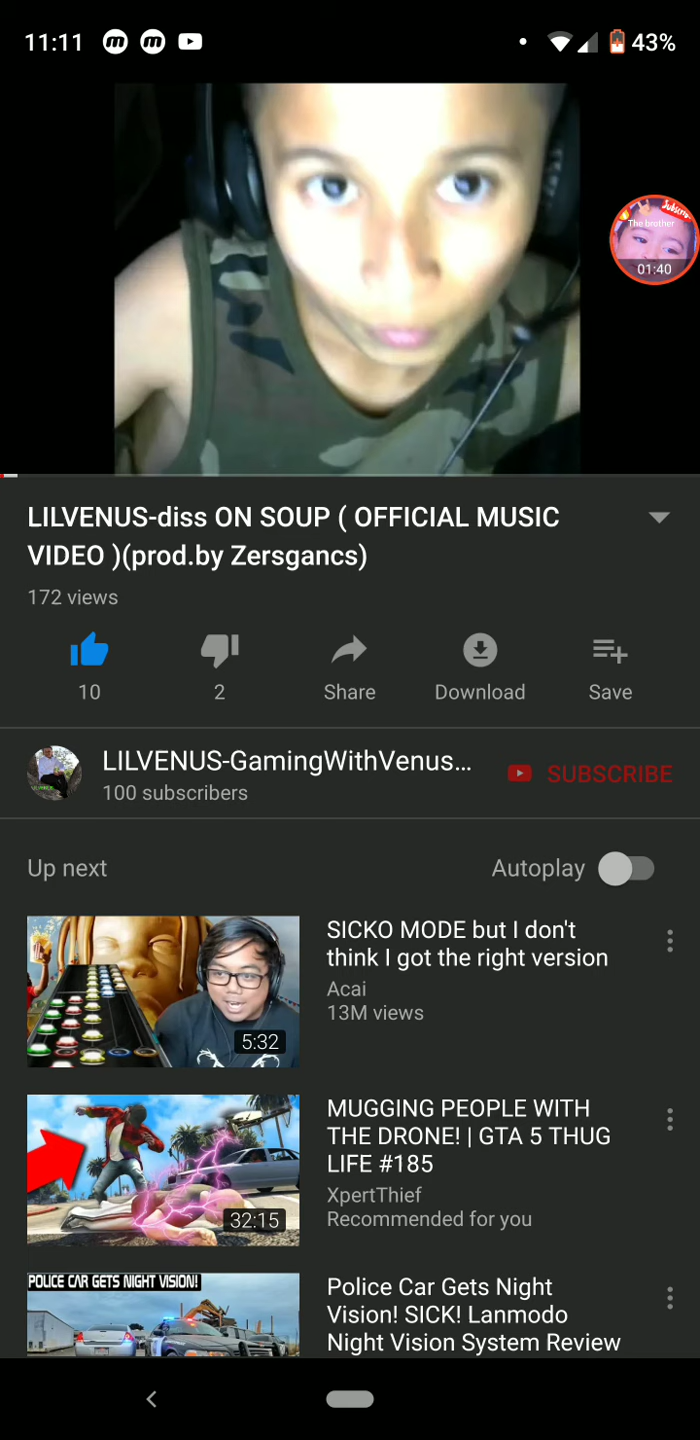 11:11
43%
Subscribe
The brother
01:40
LILVENUS-diss ON SOUP ( OFFICIAL MUSIC
VIDEO )(prod.by Zersgancs)
172 views
10
2
Share
Download
Save
LILVENUS-GamingWithVenus...
100 subscribers
SUBSCRIBE
Up next
Autoplay
5:32
SICKO MODE but I don't
think I got the right version
Acai
13M views
32:15
MUGGING PEOPLE WITH
THE DRONE! | GTA 5 THUG
LIFE #185
XpertThief
Recommended for you
POLICE CAR GETS NIGHT VISION!
Police Car Gets Night
Vision! SICK! Lanmodo
Night Vision System Review